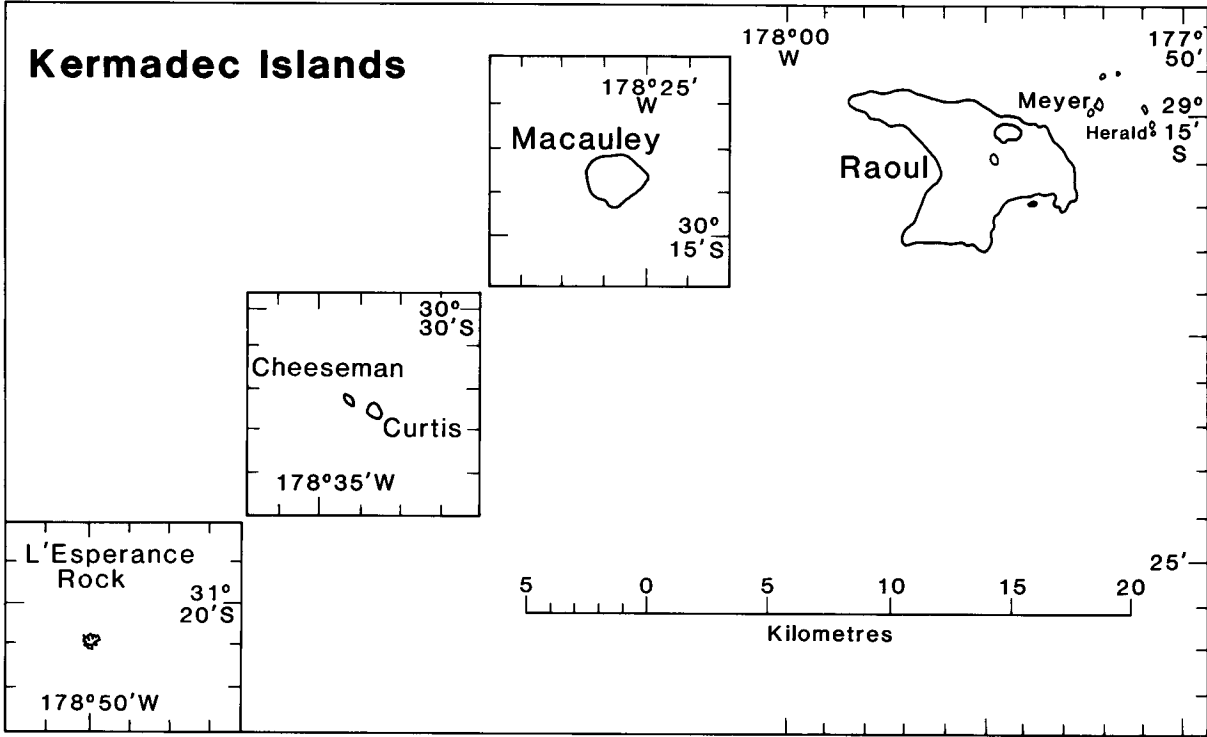 Kermadec Islands
178°00
W
177°
50'
178°25'
W
Macauley
30°
15'S
Meyer
29°
15'
S
Herald
Raoul
30°
30'S
Cheeseman
Curtis
178°35'W
L'Esperance
Rock
31°
20'S
178°50'W
25'
5 0 5 10 15 20
Kilometres